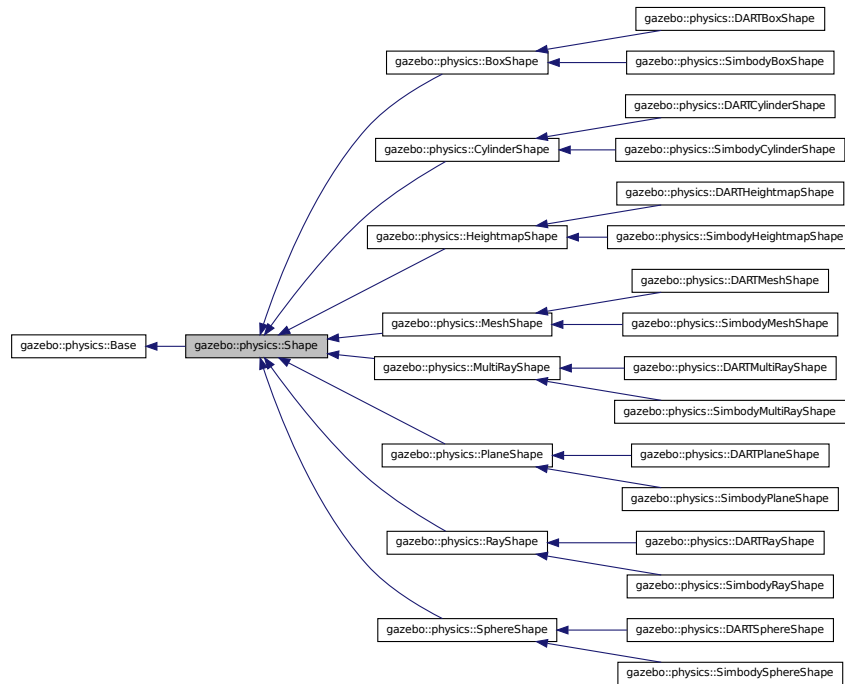 gazebo::physics::DARTBoxShape
gazebo::physics::BoxShape
gazebo::physics::SimbodyBoxShape
gazebo::physics::DARTCylinderShape
gazebo::physics::CylinderShape
gazebo::physics::SimbodyCylinderShape
gazebo::physics::DARTHeightmapShape
gazebo::physics::HeightmapShape
gazebo::physics::SimbodyHeightmapShape
gazebo::physics::DARTMeshShape
gazebo::physics::MeshShape
gazebo::physics::SimbodyMeshShape
gazebo::physics::Base
gazebo::physics::Shape
gazebo::physics::MultiRayShape
gazebo::physics::DARTMultiRayShape
gazebo::physics::SimbodyMultiRayShape
gazebo::physics::PlaneShape
gazebo::physics::DARTPlaneShape
gazebo::physics::SimbodyPlaneShape
gazebo::physics::RayShape
gazebo::physics::DARTRayShape
gazebo::physics::SimbodyRayShape
gazebo::physics::SphereShape
gazebo::physics::DARTSphereShape
gazebo::physics::SimbodySphereShape